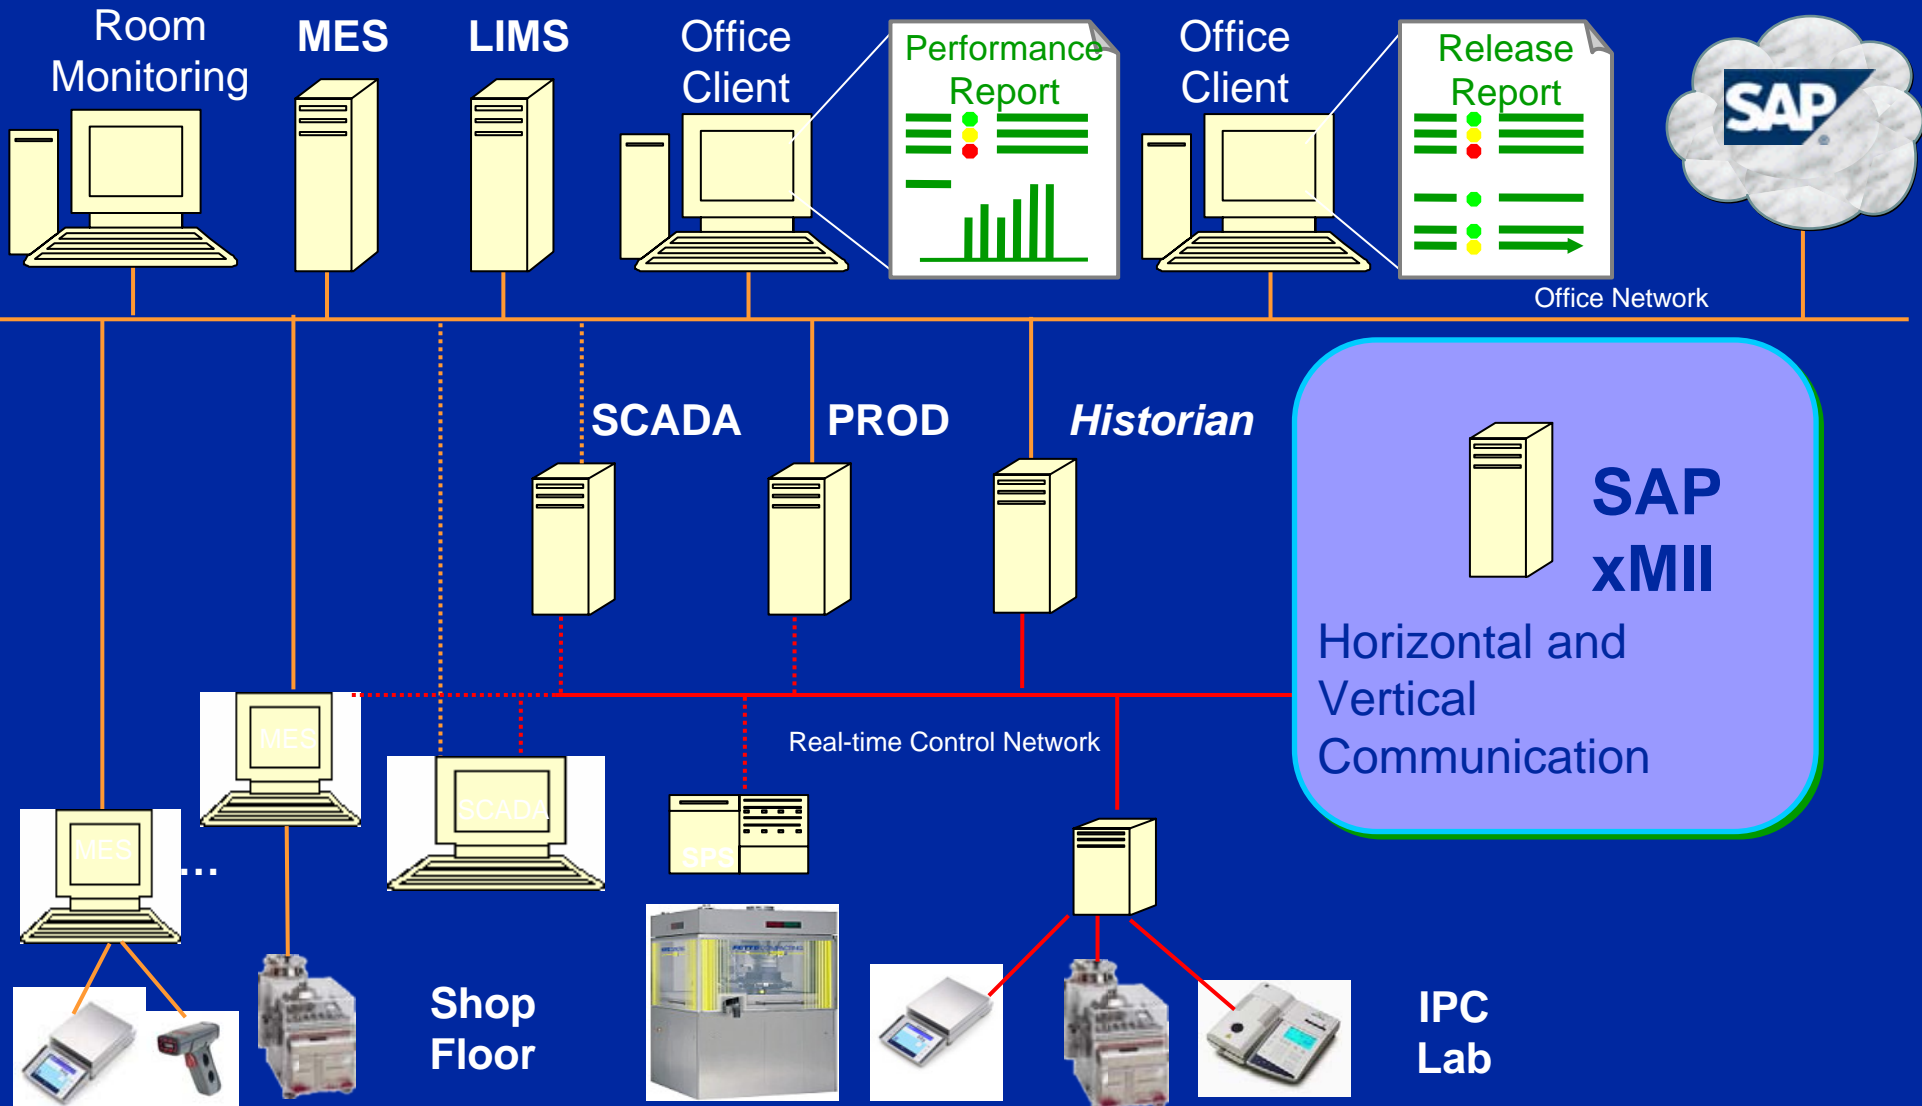 Room
Monitoring
MES
LIMS
Office
Client
Performance
Report
Office
Client
Release
Report
SAP
Office Network
SCADA
PROD
Historian
SAP
xMII
Horizontal and
Vertical
Communication
Real-time Control Network
MES
SCADA
MES
...
SPS
Shop
Floor
IPC
Lab